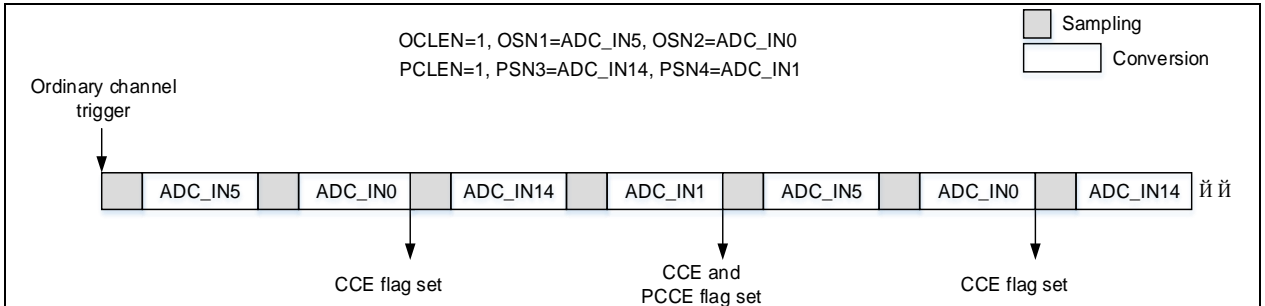 OCLEN=1, OSN1=ADC_IN5, OSN2=ADC_IN0
PCLEN=1, PSN3=ADC_IN14, PSN4=ADC_IN1
Sampling
Conversion
Ordinary channel
trigger
ADC_IN5 ADC_IN0 ADC_IN14 ADC_IN1 ADC_IN5 ADC_IN0 ADC_IN14 Й Й
CCE flag set
CCE and
PCCE flag set
CCE flag set